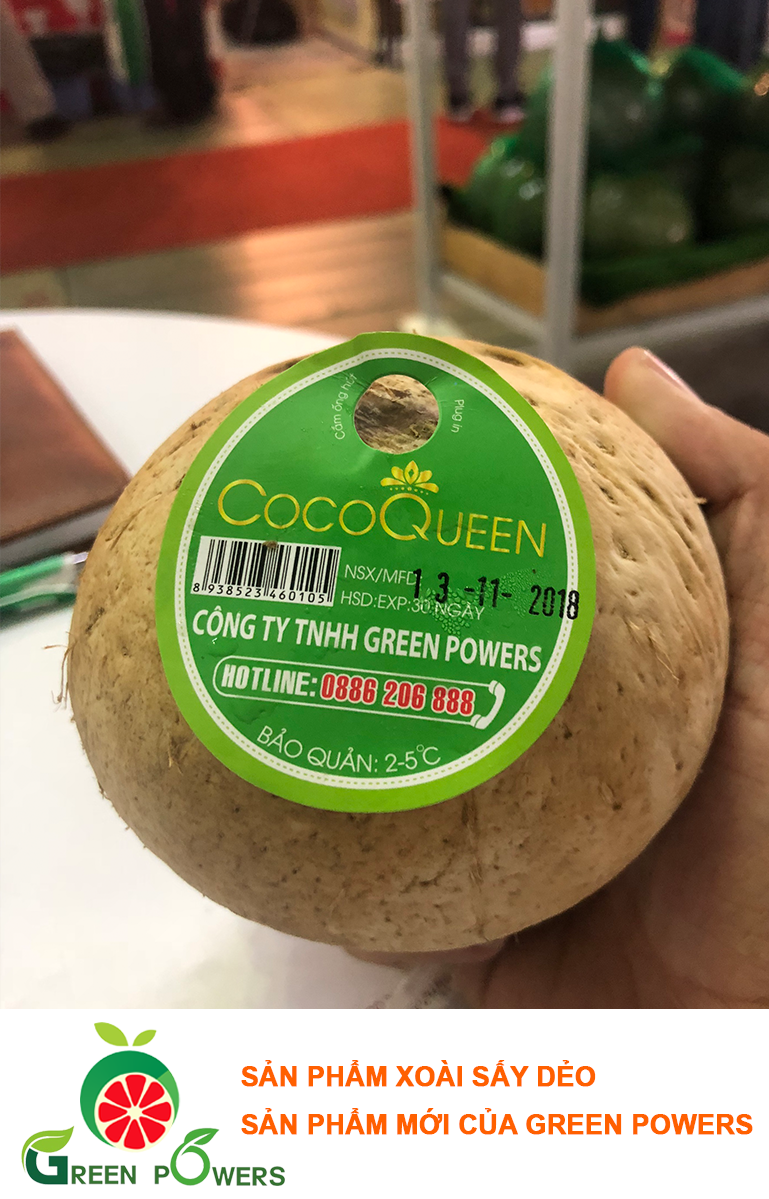 Cắm ống hút
Plug in
COCOQUEEN
8 938523 460105
NSX/MFD 13 -11- 2018
HSD:EXP:30 NGÀY
CÔNG TY TNHH GREEN POWERS
HOTLINE: 0886 206 888
BẢO QUẢN: 2-5°C
SẢN PHẨM XOÀI SẤY DẺO
SẢN PHẨM MỚI CỦA GREEN POWERS
GREEN POWERS